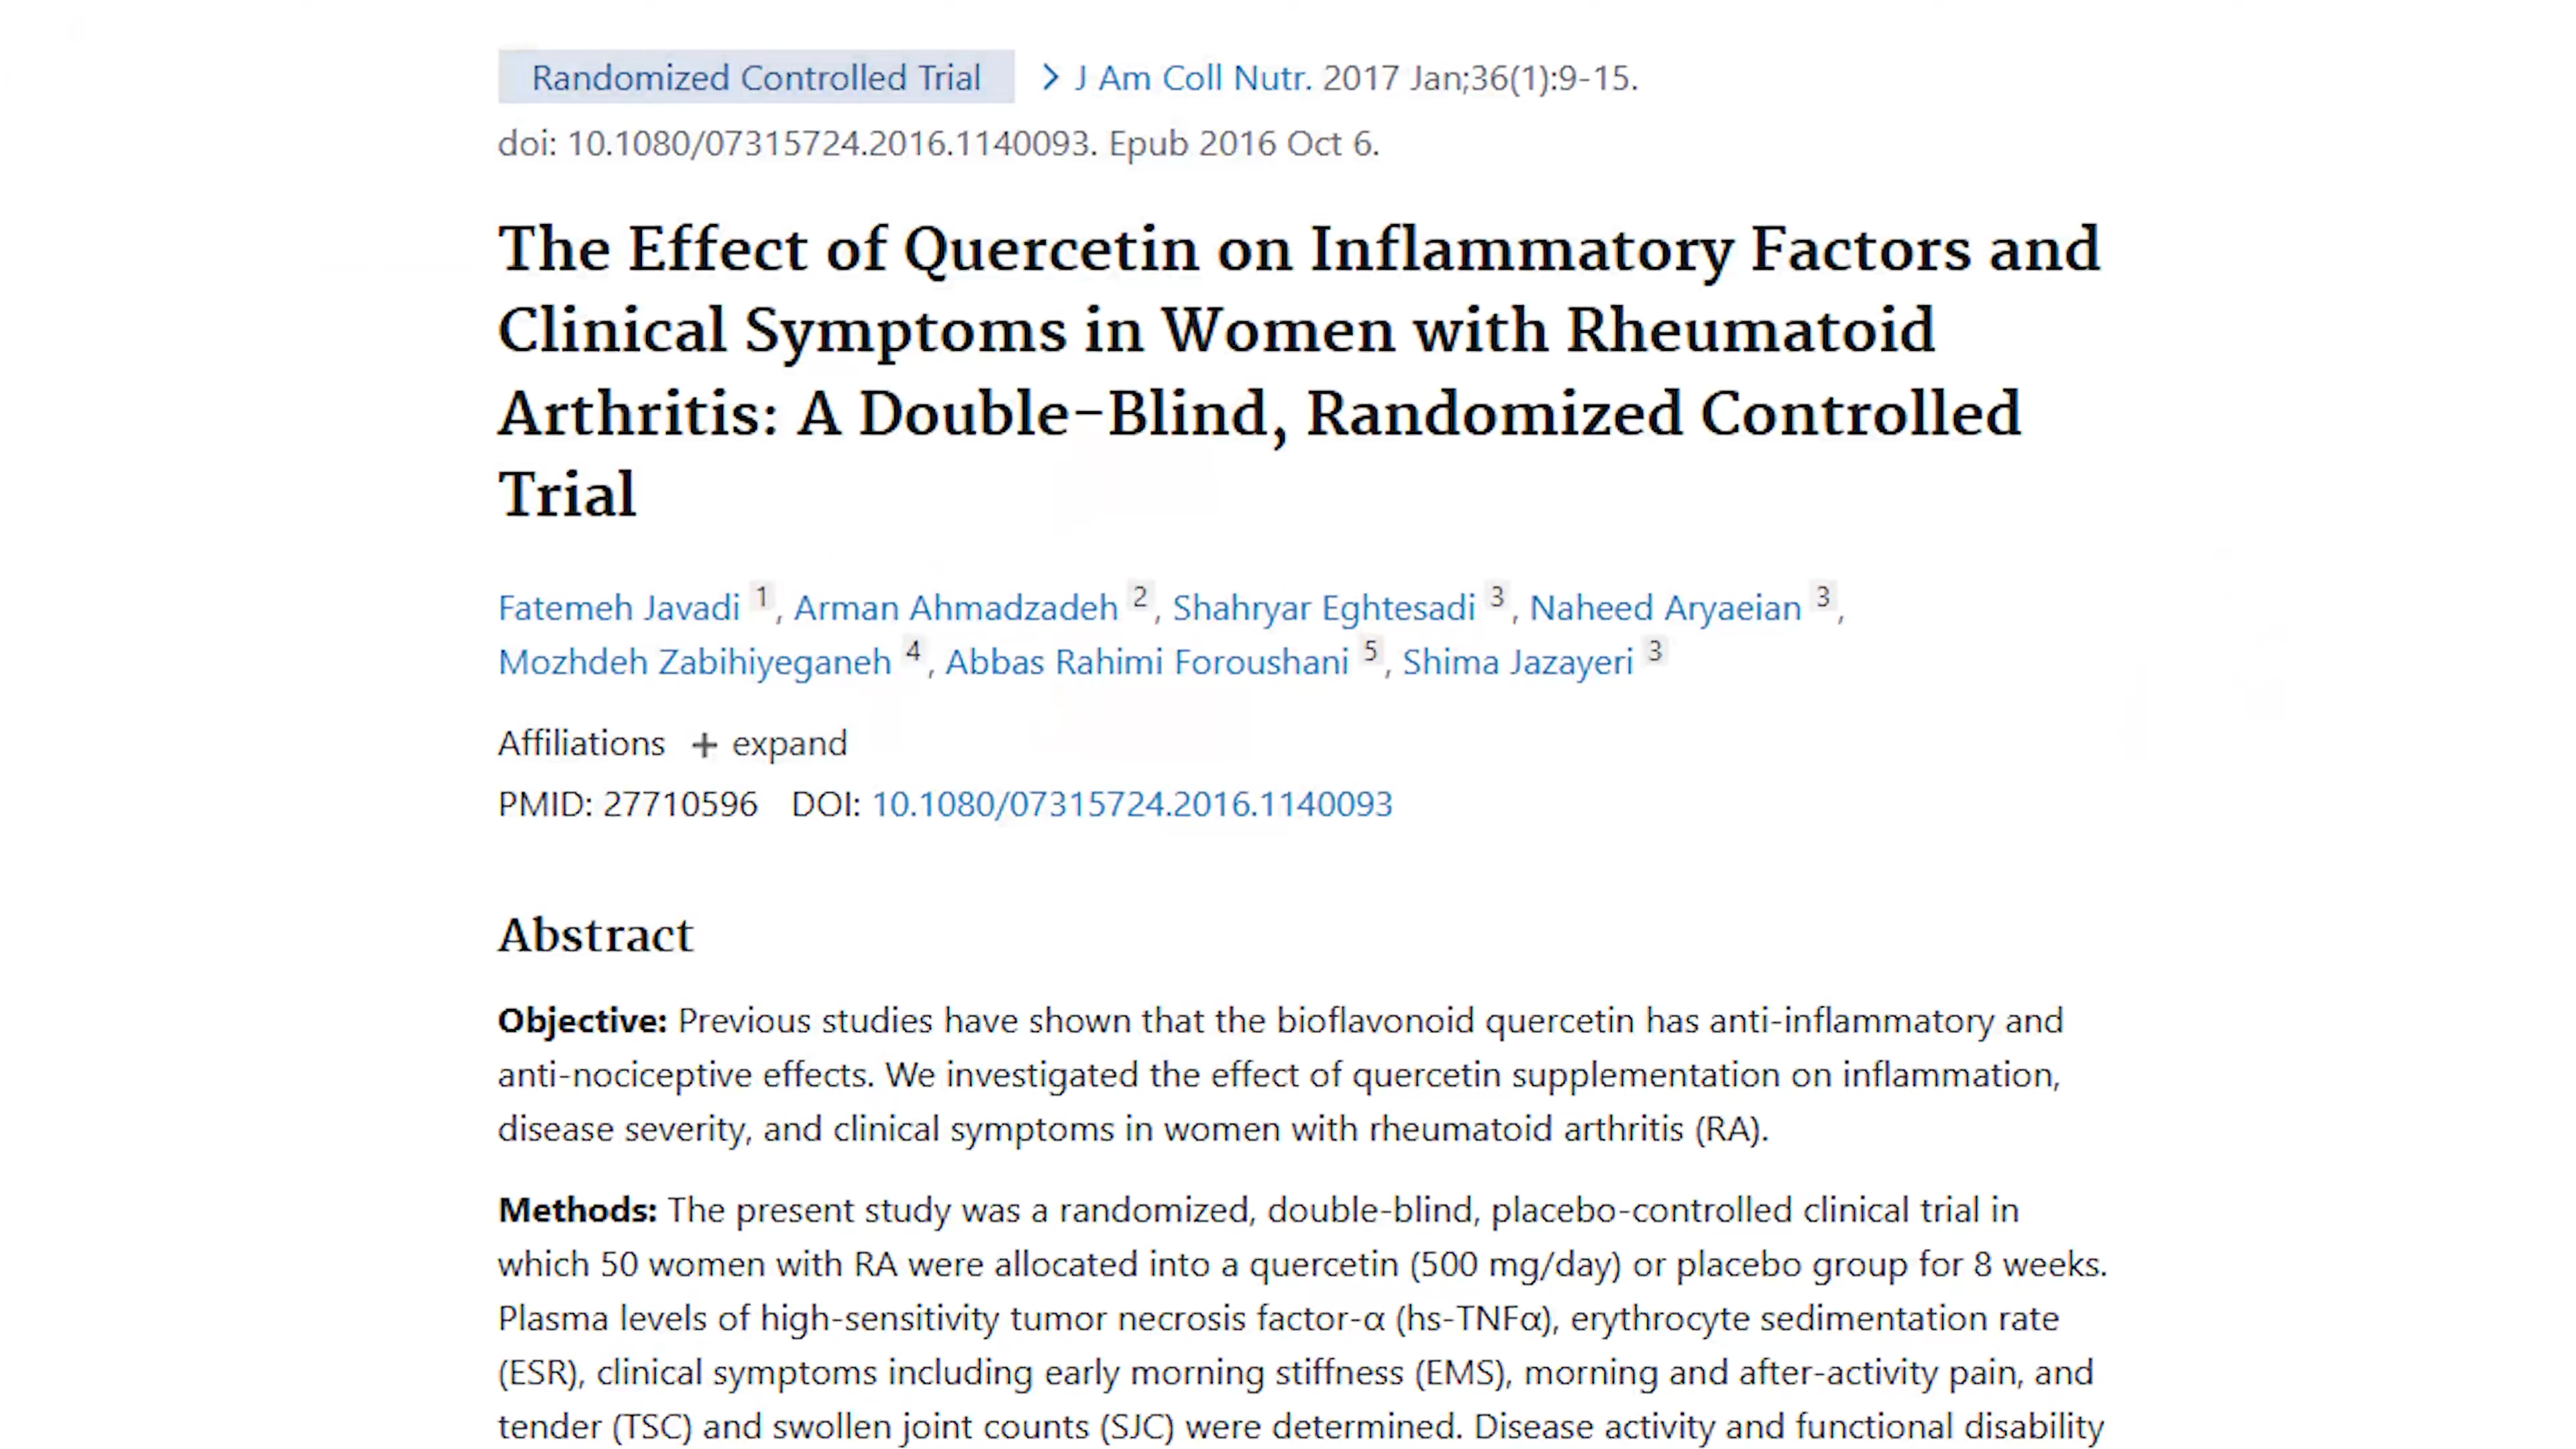 Randomized Controlled Trial > J Am Coll Nutr. 2017 Jan;36(1):9-15.
doi: 10.1080/07315724.2016.1140093. Epub 2016 Oct 6.
The Effect of Quercetin on Inflammatory Factors and
Clinical Symptoms in Women with Rheumatoid
Arthritis: A Double-Blind, Randomized Controlled
Trial
Fatemeh Javadi 1, Arman Ahmadzadeh 2, Shahryar Eghtesadi 3, Naheed Aryaeian 3,
Mozhdeh Zabihiyeganeh 4, Abbas Rahimi Foroushani 5, Shima Jazayeri 3
Affiliations + expand
PMID: 27710596 DOI: 10.1080/07315724.2016.1140093
Abstract
Objective: Previous studies have shown that the bioflavonoid quercetin has anti-inflammatory and
anti-nociceptive effects. We investigated the effect of quercetin supplementation on inflammation,
disease severity, and clinical symptoms in women with rheumatoid arthritis (RA).
Methods: The present study was a randomized, double-blind, placebo-controlled clinical trial in
which 50 women with RA were allocated into a quercetin (500 mg/day) or placebo group for 8 weeks.
Plasma levels of high-sensitivity tumor necrosis factor-α (hs-TNFα), erythrocyte sedimentation rate
(ESR), clinical symptoms including early morning stiffness (EMS), morning and after-activity pain, and
tender (TSC) and swollen joint counts (SJC) were determined. Disease activity and functional disability